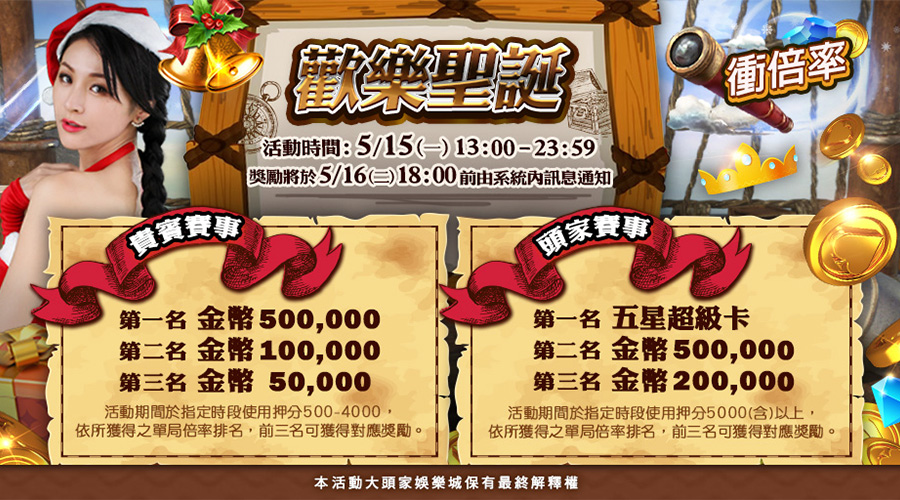 歡樂聖誕
衝倍率
活動時間：5/15(一) 13:00－23:59
獎勵將於5/16(二)18:00前由系統內訊息通知
貴賓賽事
第一名 金幣 500,000
第二名 金幣 100,000
第三名 金幣 50,000
活動期間於指定時段使用押分500-4000，
依所獲得之單局倍率排名，前三名可獲得對應獎勵。
頭家賽事
第一名 五星超級卡
第二名 金幣 500,000
第三名 金幣 200,000
活動期間於指定時段使用押分5000(含)以上，
依所獲得之單局倍率排名，前三名可獲得對應獎勵。
本活動大頭家娛樂城保有最終解釋權